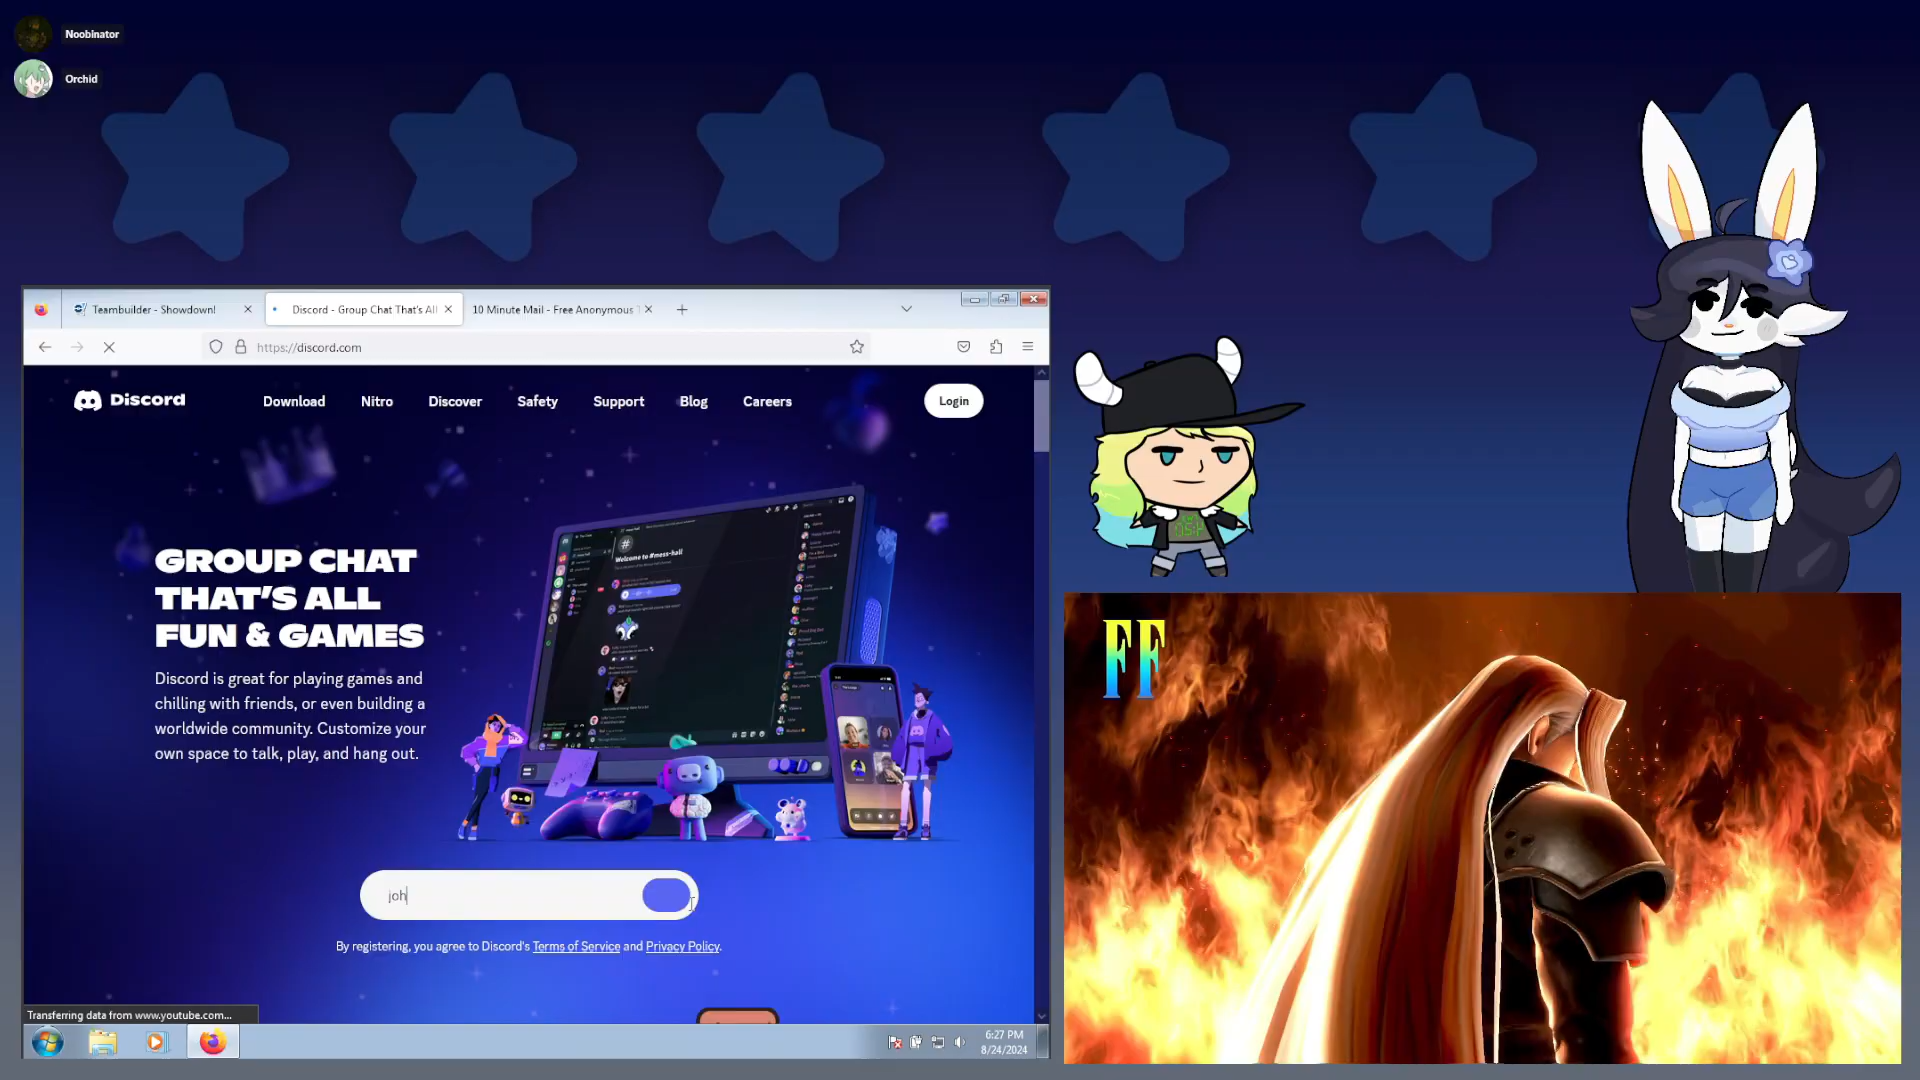 Noobinator
Orchid
Teambuilder - Showdown!
Discord - Group Chat That's All
10 Minute Mail - Free Anonymous T
https://discord.com
Discord
Download
Nitro
Discover
Safety
Support
Blog
Careers
Login
Welcome to #mess-hall
GROUP CHAT
THAT'S ALL
FUN & GAMES
Discord is great for playing games and
chilling with friends, or even building a
worldwide community. Customize your
own space to talk, play, and hang out.
joh
By registering, you agree to Discord's Terms of Service and Privacy Policy.
Transferring data from www.youtube.com...
6:27 PM
8/24/2024
FF